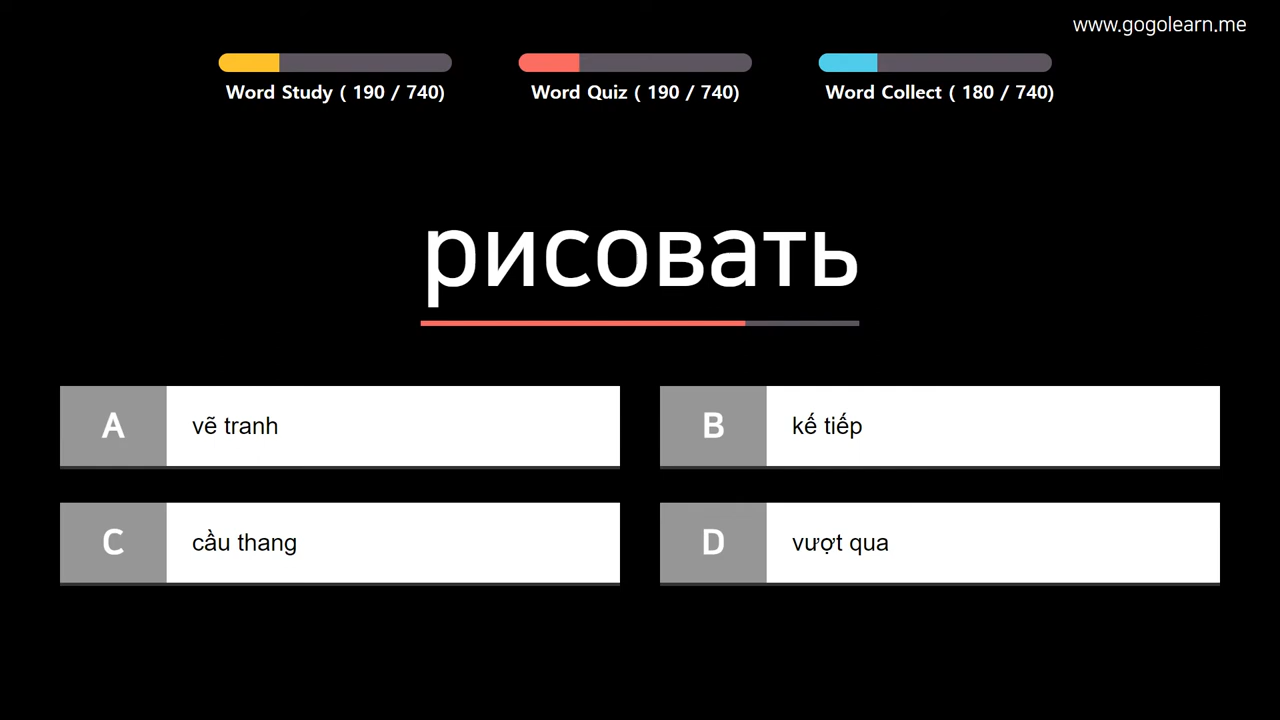 www.gogolearn.me
Word Study ( 190 / 740)
Word Quiz ( 190 / 740)
Word Collect ( 180 / 740)
рисовать
A vẽ tranh
B kế tiếp
C cầu thang
D vượt qua